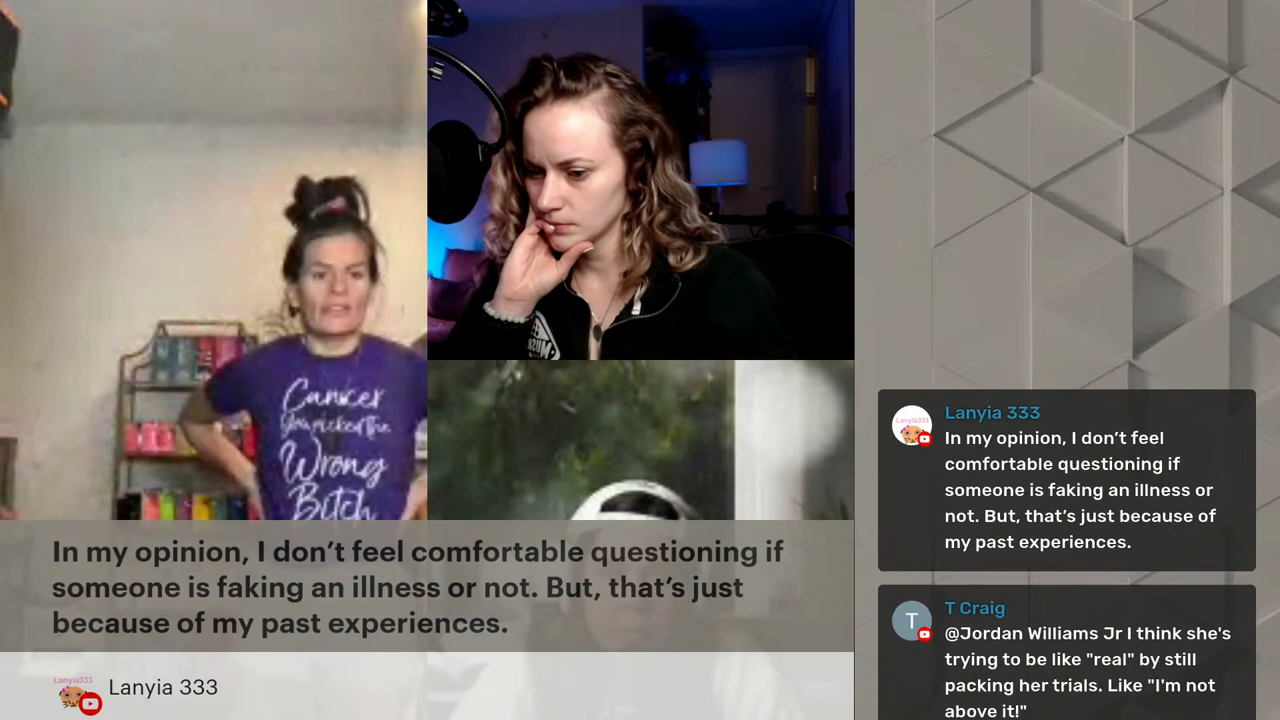 Cancer
You picked the
Wrong
Bitch
In my opinion, I don’t feel comfortable questioning if
someone is faking an illness or not. But, that’s just
because of my past experiences.
Lanyia333
Lanyia 333
Lanyia333
Lanyia 333
In my opinion, I don’t feel
comfortable questioning if
someone is faking an illness or
not. But, that’s just because of
my past experiences.
T
T Craig
@Jordan Williams Jr I think she's
trying to be like "real" by still
packing her trials. Like "I'm not
above it!"